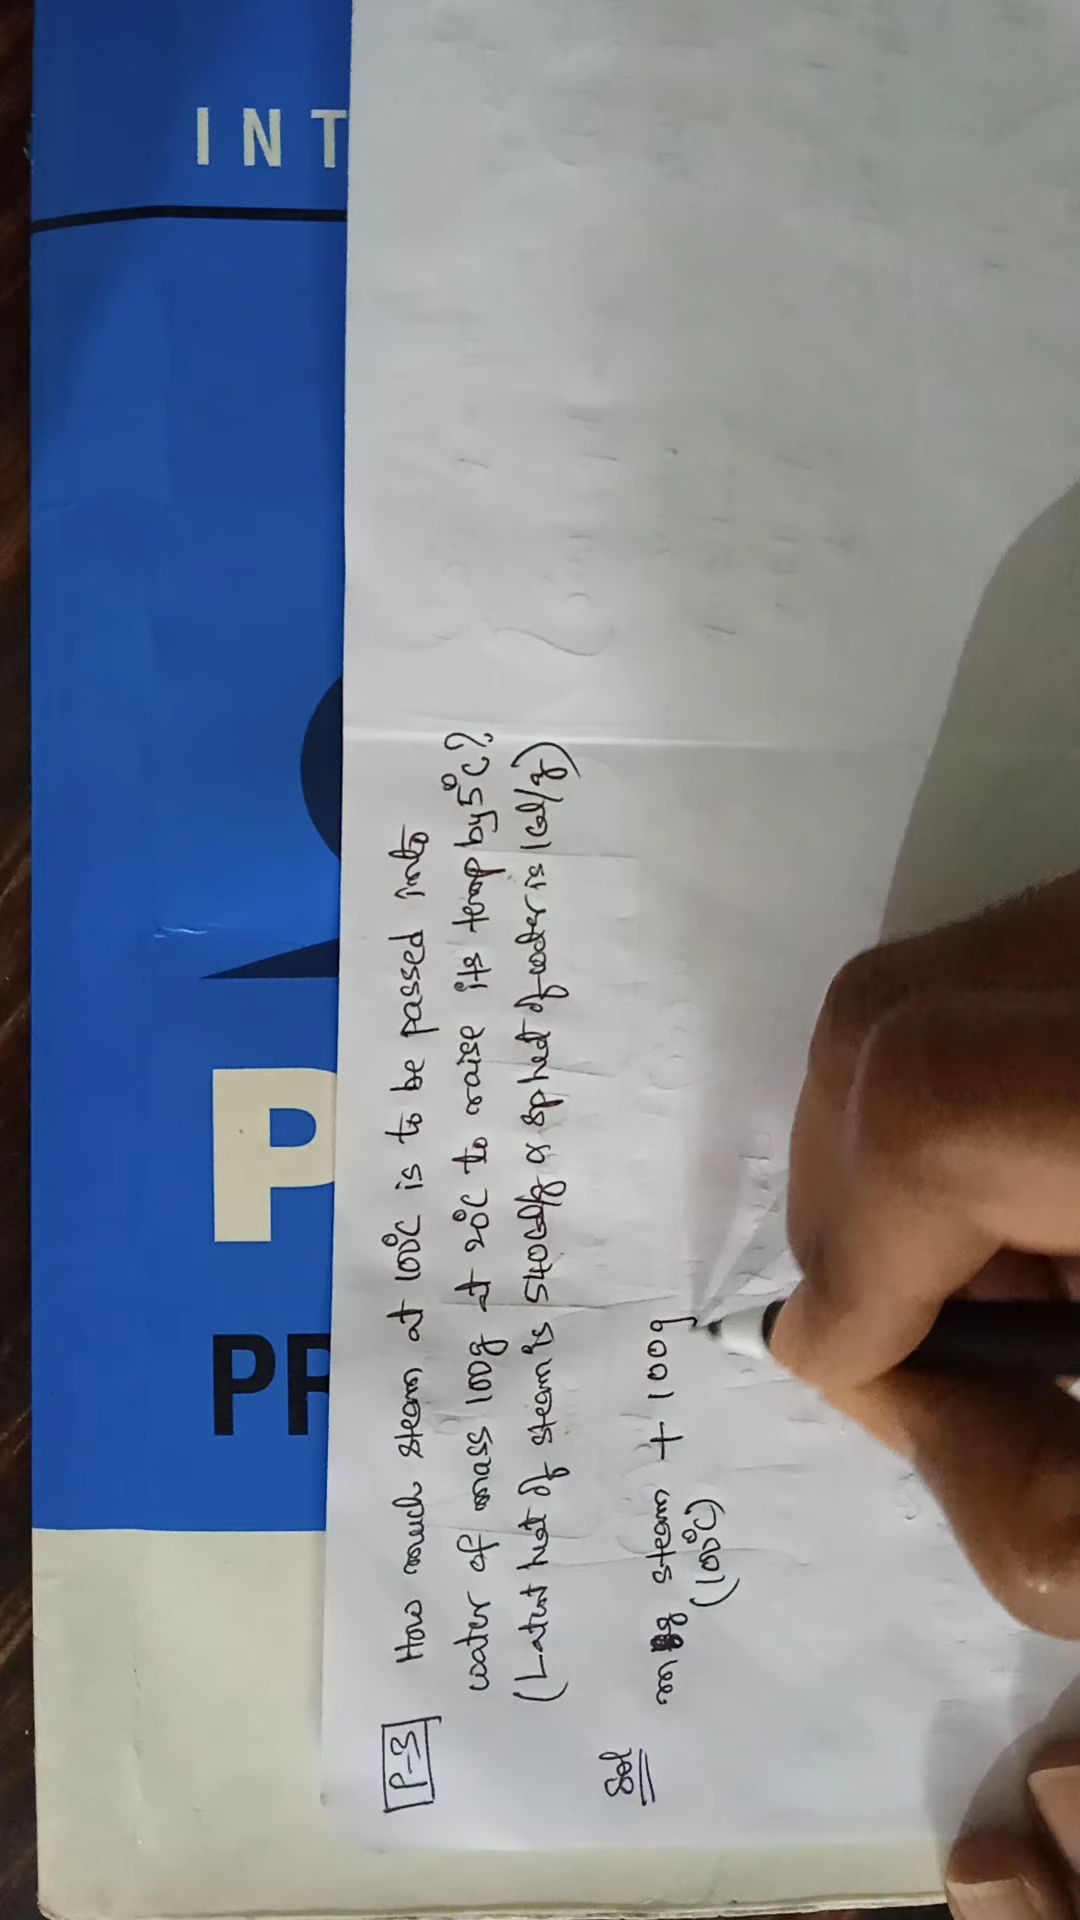 INT
P
PR
P-3 How much steam at 100°C is to be passed into
water of mass 100g at 20°C to raise its temp by 5°C?
(Latent heat of steam is 540cal/g & sp heat of water is 1cal/g)
Sol
m g steam + 100g
(100°C)